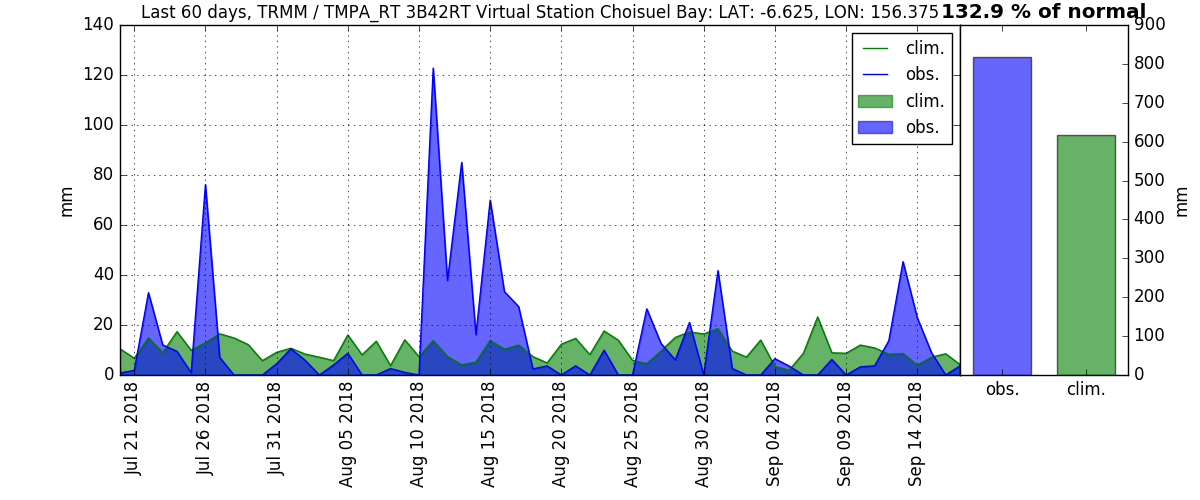 Last 60 days, TRMM / TMPA_RT 3B42RT Virtual Station Choisuel Bay: LAT: -6.625, LON: 156.375
132.9 % of normal
mm
140
120
100
80
60
40
20
0
clim.
obs.
clim.
obs.
Jul 21 2018
Jul 26 2018
Jul 31 2018
Aug 05 2018
Aug 10 2018
Aug 15 2018
Aug 20 2018
Aug 25 2018
Aug 30 2018
Sep 04 2018
Sep 09 2018
Sep 14 2018
900
800
700
600
500
400
300
200
100
0
mm
obs.
clim.